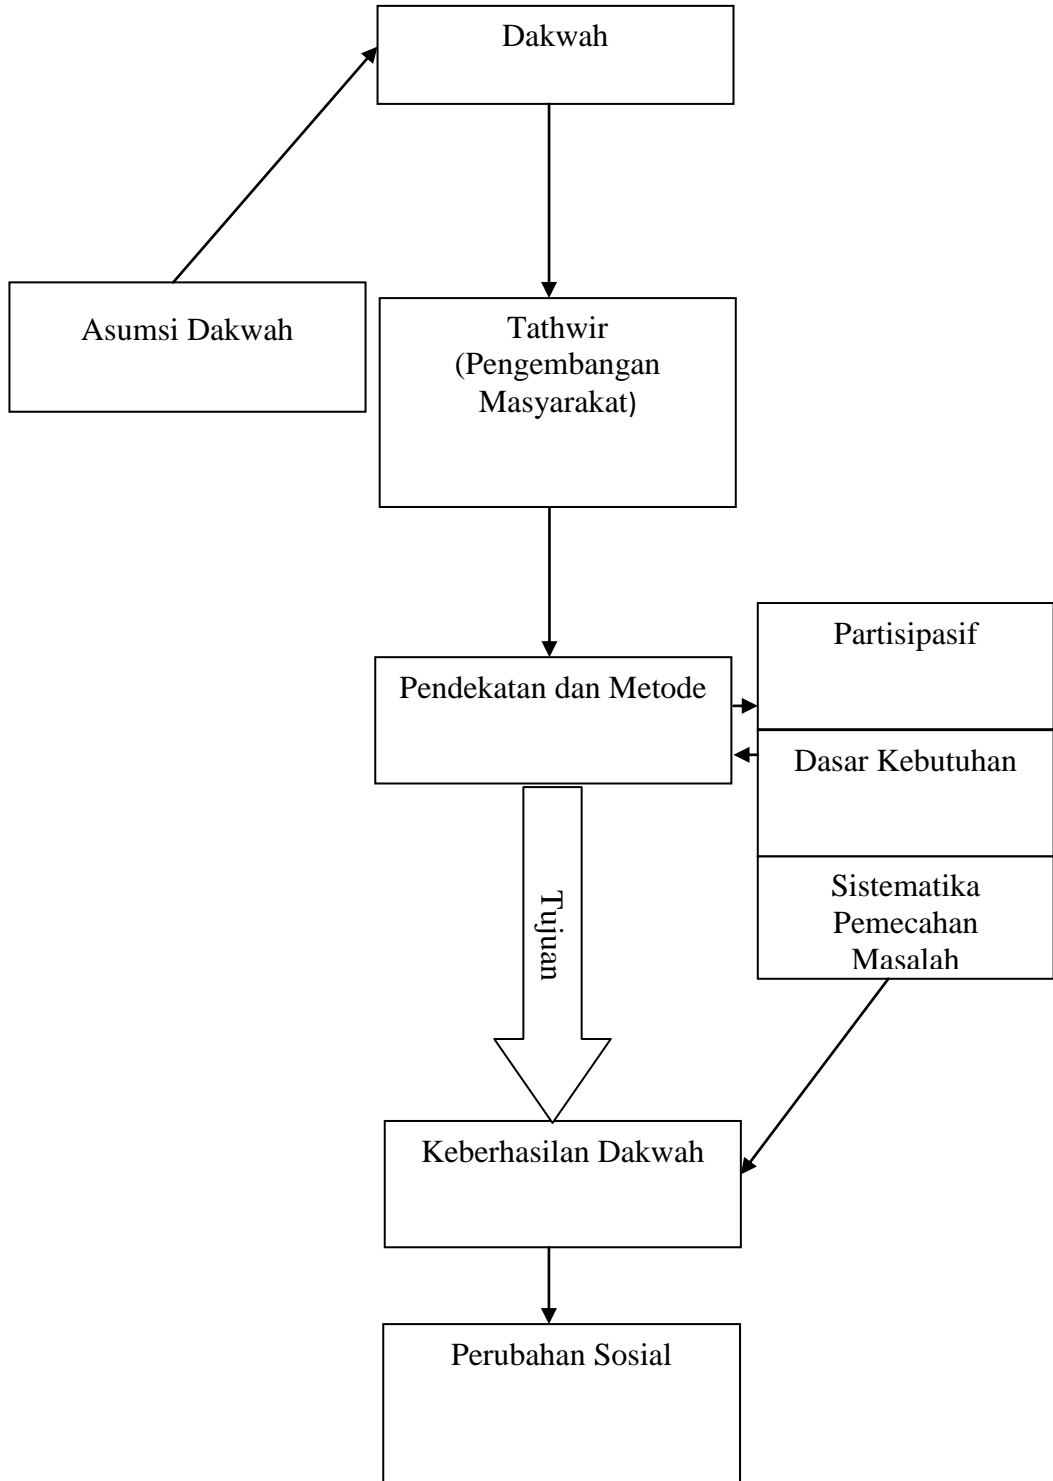 Dakwah
Asumsi Dakwah
Tathwir
(Pengembangan
Masyarakat)
Partisipasif
Pendekatan dan Metode
Dasar Kebutuhan
Sistematika
Pemecahan
Masalah
Tujuan
Keberhasilan Dakwah
Perubahan Sosial